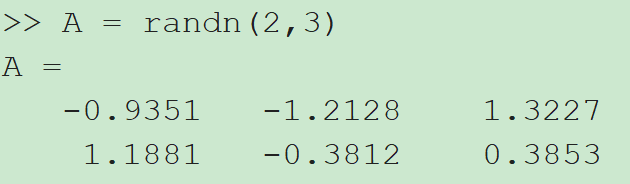 >> A = randn(2,3)
A =
-0.9351 -1.2128 1.3227
1.1881 -0.3812 0.3853